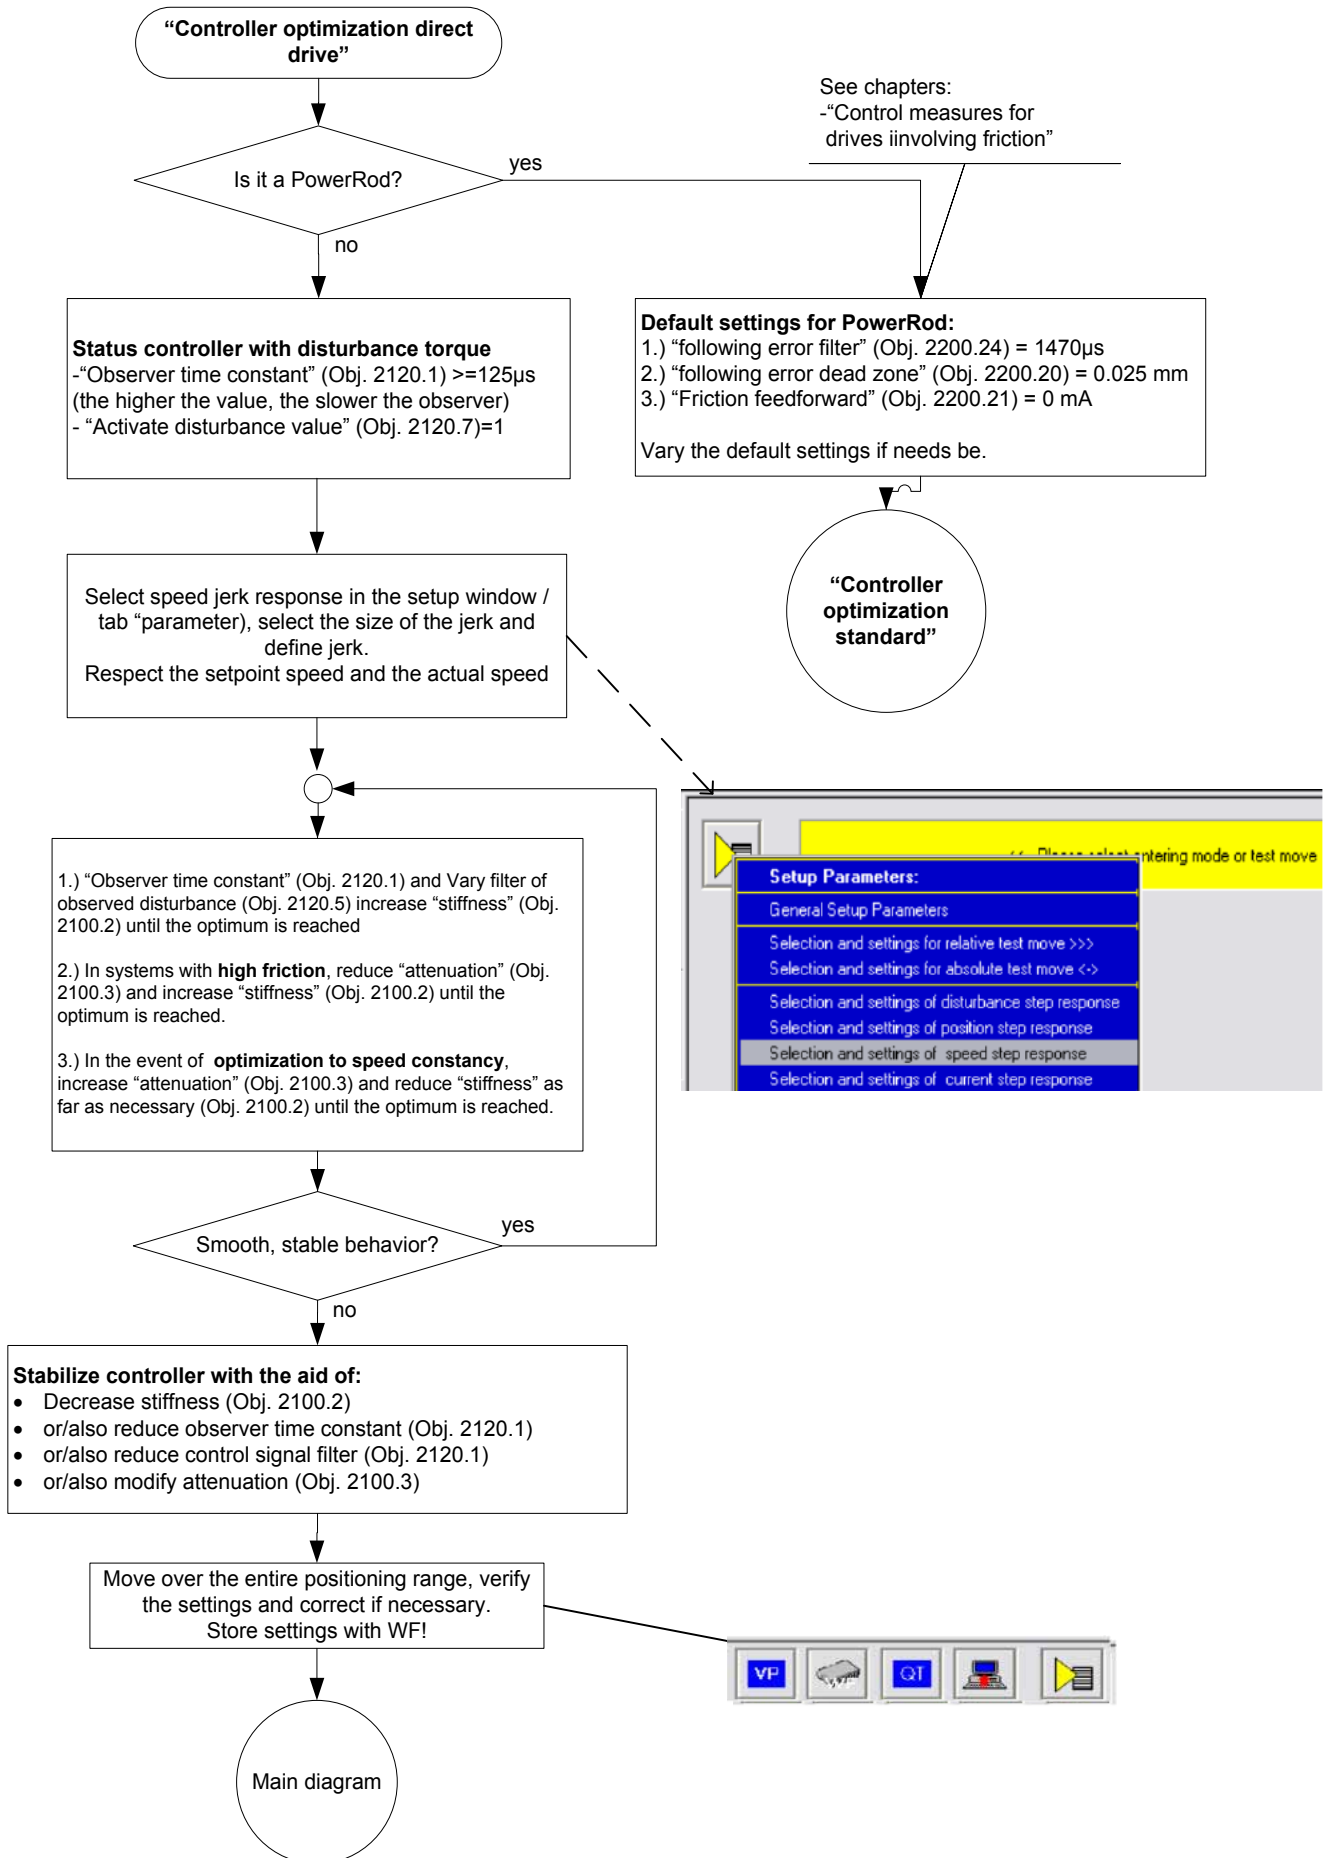 “Controller optimization direct
drive”
See chapters:
-“Control measures for
drives iinvolving friction”
Is it a PowerRod?
yes
no
Status controller with disturbance torque
-“Observer time constant” (Obj. 2120.1) >=125µs
(the higher the value, the slower the observer)
- “Activate disturbance value” (Obj. 2120.7)=1
Default settings for PowerRod:
1.) “following error filter” (Obj. 2200.24) = 1470µs
2.) “following error dead zone” (Obj. 2200.20) = 0.025 mm
3.) “Friction feedforward” (Obj. 2200.21) = 0 mA
Vary the default settings if needs be.
“Controller
optimization
standard”
Select speed jerk response in the setup window /
tab “parameter), select the size of the jerk and
define jerk.
Respect the setpoint speed and the actual speed
entering mode or test move
Setup Parameters:
General Setup Parameters
Selection and settings for relative test move >>>
Selection and settings for absolute test move <->
Selection and settings of disturbance step response
Selection and settings of position step response
Selection and settings of speed step response
Selection and settings of current step response
1.) “Observer time constant” (Obj. 2120.1) and Vary filter of
observed disturbance (Obj. 2120.5) increase “stiffness” (Obj.
2100.2) until the optimum is reached
2.) In systems with high friction, reduce “attenuation” (Obj.
2100.3) and increase “stiffness” (Obj. 2100.2) until the
optimum is reached.
3.) In the event of optimization to speed constancy,
increase “attenuation” (Obj. 2100.3) and reduce “stiffness” as
far as necessary (Obj. 2100.2) until the optimum is reached.
Smooth, stable behavior?
yes
no
Stabilize controller with the aid of:
• Decrease stiffness (Obj. 2100.2)
• or/also reduce observer time constant (Obj. 2120.1)
• or/also reduce control signal filter (Obj. 2120.1)
• or/also modify attenuation (Obj. 2100.3)
Move over the entire positioning range, verify
the settings and correct if necessary.
Store settings with WF!
VP
QT
Main diagram